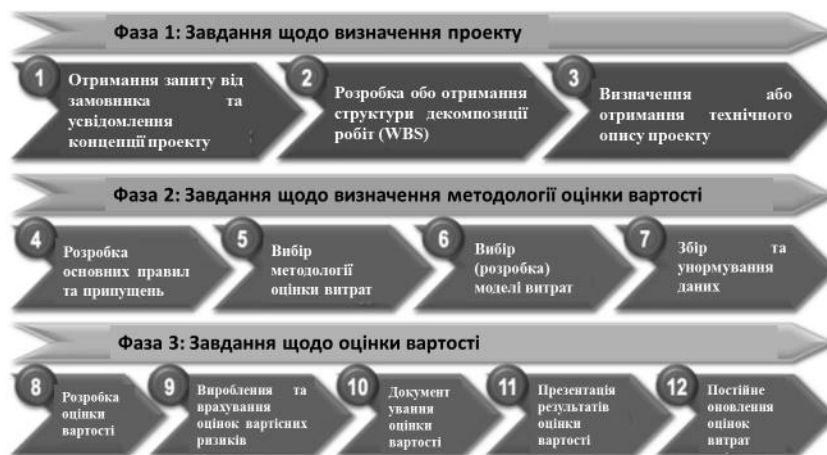 Фаза 1: Завдання щодо визначення проекту
1
Отримання запиту від
замовника та
усвідомлення
концепції проекту
2
Розробка або отримання
структури декомпозиції
робіт (WBS)
3
Визначення або
отримання технічного
опису проекту
Фаза 2: Завдання щодо визначення методології оцінки вартості
4
Розробка
основних правил
та припущень
5
Вибір
методології
оцінки витрат
6
Вибір
(розробка)
моделі витрат
7
Збір та
унормування
даних
Фаза 3: Завдання щодо оцінки вартості
8
Розробка
оцінки
вартості
9
Вироблення та
врахування
оцінок вартісних
ризиків
10
Документ
ування
оцінки
вартості
11
Презентація
результатів
оцінки
вартості
12
Постійне
оновлення
оцінок
витрат